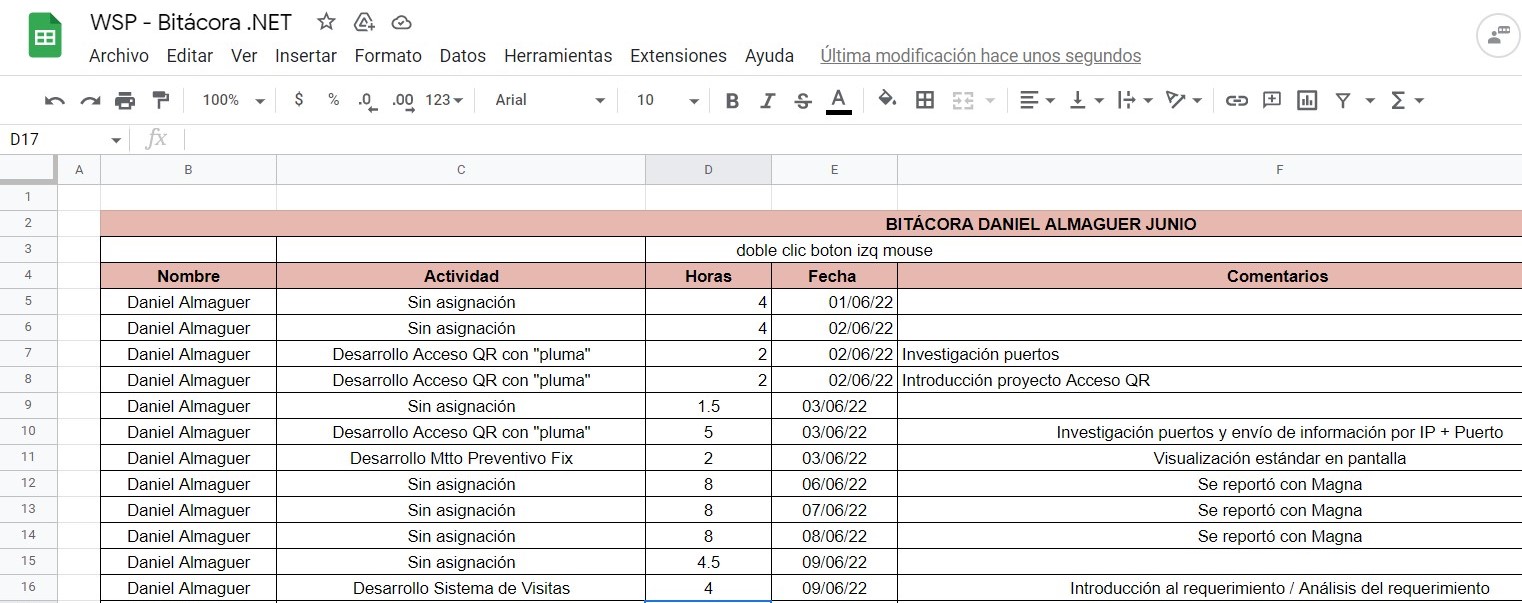 WSP - Bitácora .NET
Archivo Editar Ver Insertar Formato Datos Herramientas Extensiones Ayuda Última modificación hace unos segundos
100% $ % .0 .00 123 Arial 10 B I S A
D17 fx
A B C D E F
1
2 BITÁCORA DANIEL ALMAGUER JUNIO
3 doble clic boton izq mouse
4 Nombre Actividad Horas Fecha Comentarios
5 Daniel Almaguer Sin asignación 4 01/06/22
6 Daniel Almaguer Sin asignación 4 02/06/22
7 Daniel Almaguer Desarrollo Acceso QR con "pluma" 2 02/06/22 Investigación puertos
8 Daniel Almaguer Desarrollo Acceso QR con "pluma" 2 02/06/22 Introducción proyecto Acceso QR
9 Daniel Almaguer Sin asignación 1.5 03/06/22
10 Daniel Almaguer Desarrollo Acceso QR con "pluma" 5 03/06/22 Investigación puertos y envío de información por IP + Puerto
11 Daniel Almaguer Desarrollo Mtto Preventivo Fix 2 03/06/22 Visualización estándar en pantalla
12 Daniel Almaguer Sin asignación 8 06/06/22 Se reportó con Magna
13 Daniel Almaguer Sin asignación 8 07/06/22 Se reportó con Magna
14 Daniel Almaguer Sin asignación 8 08/06/22 Se reportó con Magna
15 Daniel Almaguer Sin asignación 4.5 09/06/22
16 Daniel Almaguer Desarrollo Sistema de Visitas 4 09/06/22 Introducción al requerimiento / Análisis del requerimiento